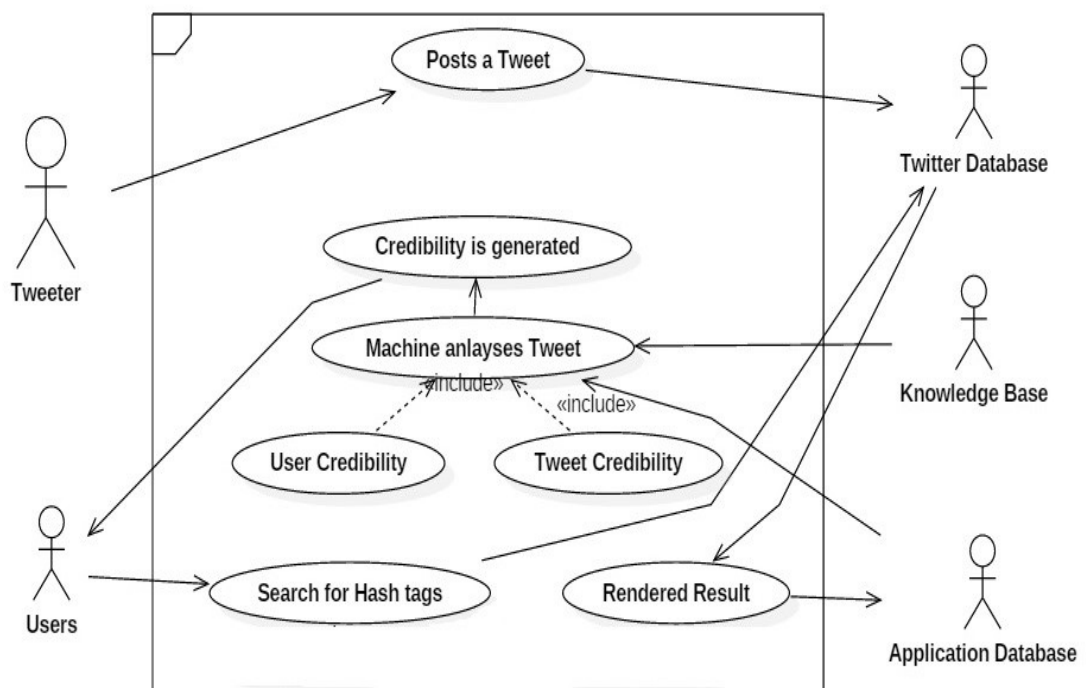 Posts a Tweet
Twitter Database
Tweeter
Credibility is generated
Machine anlayses Tweet
Knowledge Base
«include»
«include»
User Credibility
Tweet Credibility
Users
Search for Hash tags
Rendered Result
Application Database